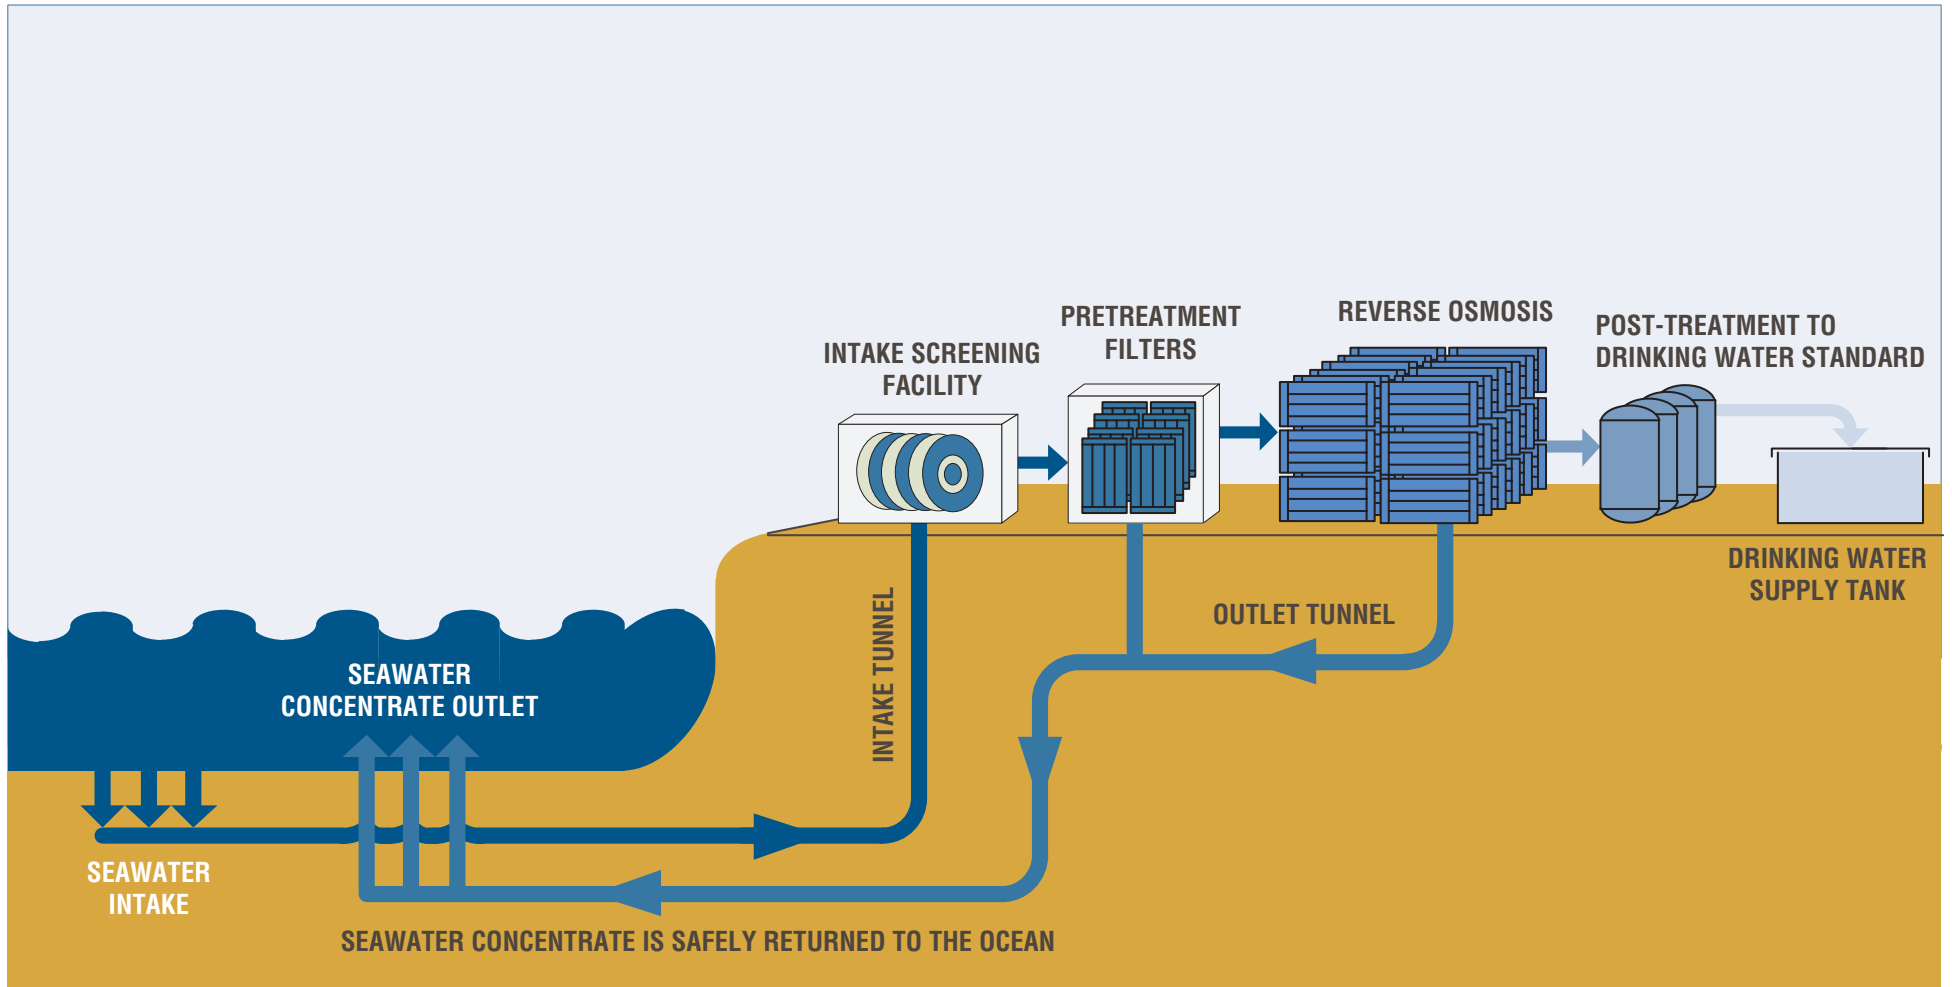 REVERSE OSMOSIS
PRETREATMENT
FILTERS
POST-TREATMENT TO
DRINKING WATER STANDARD
INTAKE SCREENING
FACILITY
DRINKING WATER
SUPPLY TANK
OUTLET TUNNEL
INTAKE TUNNEL
SEAWATER
CONCENTRATE OUTLET
SEAWATER
INTAKE
SEAWATER CONCENTRATE IS SAFELY RETURNED TO THE OCEAN